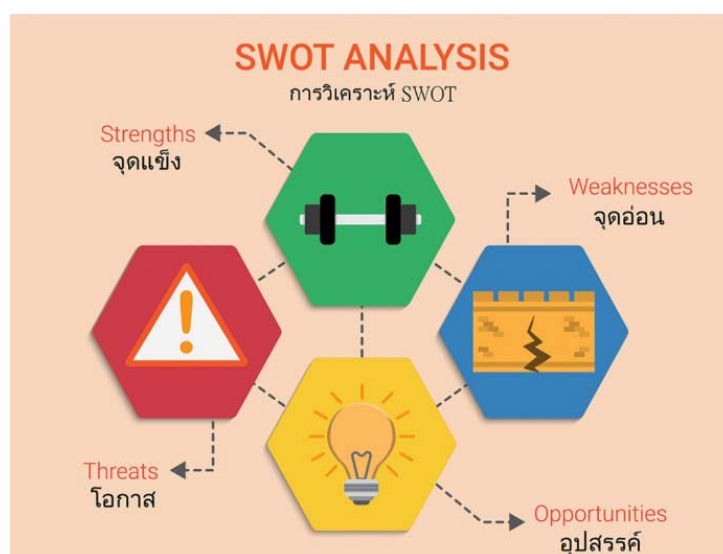 SWOT ANALYSIS
การวิเคราะห์ SWOT
Strengths
จุดแข็ง
Weaknesses
จุดอ่อน
Threats
โอกาส
Opportunities
อุปสรรค์